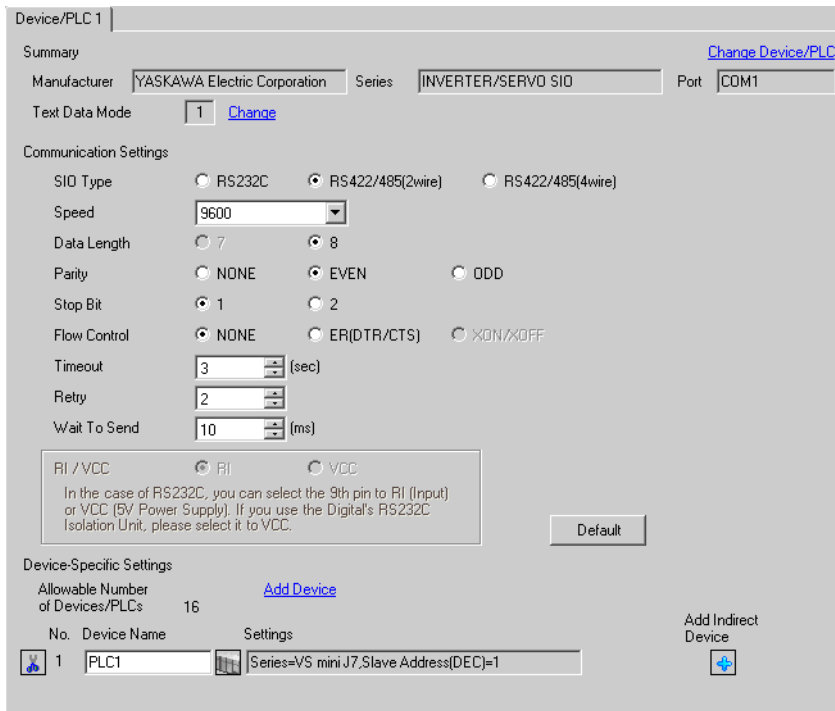 Device/PLC 1
Summary
Change Device/PLC
Manufacturer YASKAWA Electric Corporation Series INVERTER/SERVO SIO Port COM1
Text Data Mode 1 Change
Communication Settings
SIO Type RS232C RS422/485(2wire) RS422/485(4wire)
Speed 9600
Data Length 7 8
Parity NONE EVEN ODD
Stop Bit 1 2
Flow Control NONE ER(DTR/CTS) XON/XOFF
Timeout 3 (sec)
Retry 2
Wait To Send 10 (ms)
RI / VCC RI VCC
In the case of RS232C, you can select the 9th pin to RI (Input)
or VCC (5V Power Supply). If you use the Digital's RS232C
Isolation Unit, please select it to VCC.
Default
Device-Specific Settings
Allowable Number
of Devices/PLCs 16
Add Device
Add Indirect
Device
No. Device Name Settings
1 PLC1 Series=VS mini J7,Slave Address(DEC)=1